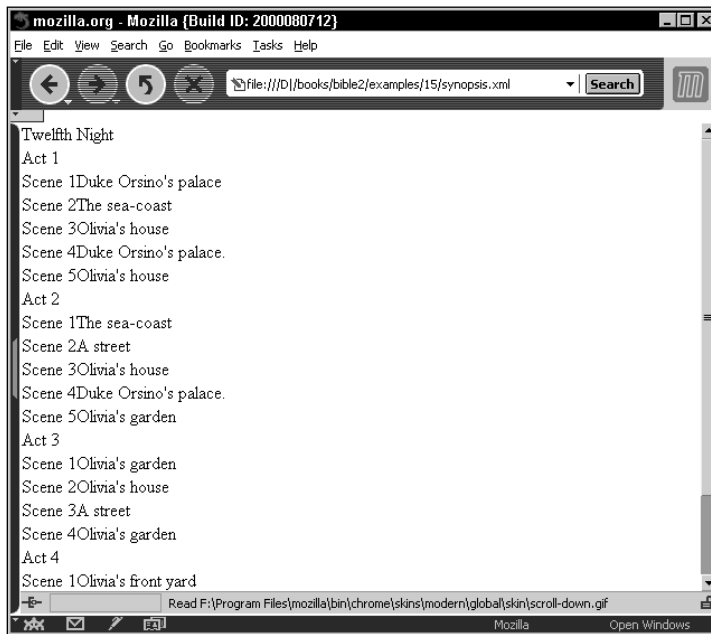 mozilla.org - Mozilla {Build ID: 2000080712}
File Edit View Search Go Bookmarks Tasks Help
file:///D|/books/bible2/examples/15/synopsis.xml Search
Twelfth Night
Act 1
Scene 1Duke Orsino's palace
Scene 2The sea-coast
Scene 3Olivia's house
Scene 4Duke Orsino's palace.
Scene 5Olivia's house
Act 2
Scene 1The sea-coast
Scene 2A street
Scene 3Olivia's house
Scene 4Duke Orsino's palace.
Scene 5Olivia's garden
Act 3
Scene 1Olivia's garden
Scene 2Olivia's house
Scene 3A street
Scene 4Olivia's garden
Act 4
Scene 1Olivia's front yard
Read F:\Program Files\mozilla\bin\chrome\skins\modern\global\skin\scroll-down.gif
Mozilla Open Windows